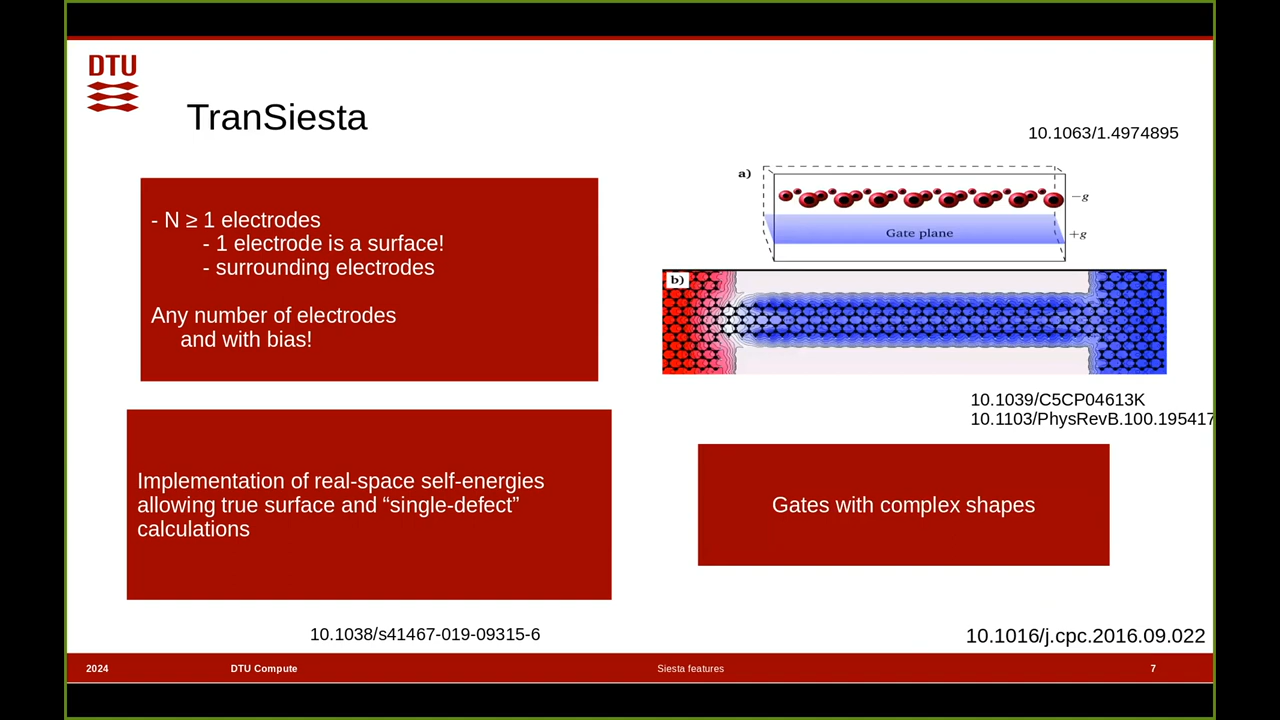 DTU
TranSiesta
10.1063/1.4974895
- N ≥ 1 electrodes
- 1 electrode is a surface!
- surrounding electrodes
Any number of electrodes
and with bias!
a)
−g
Gate plane
+g
b)
10.1039/C5CP04613K
10.1103/PhysRevB.100.195417
Implementation of real-space self-energies
allowing true surface and “single-defect”
calculations
Gates with complex shapes
10.1038/s41467-019-09315-6
10.1016/j.cpc.2016.09.022
2024
DTU Compute
Siesta features
7